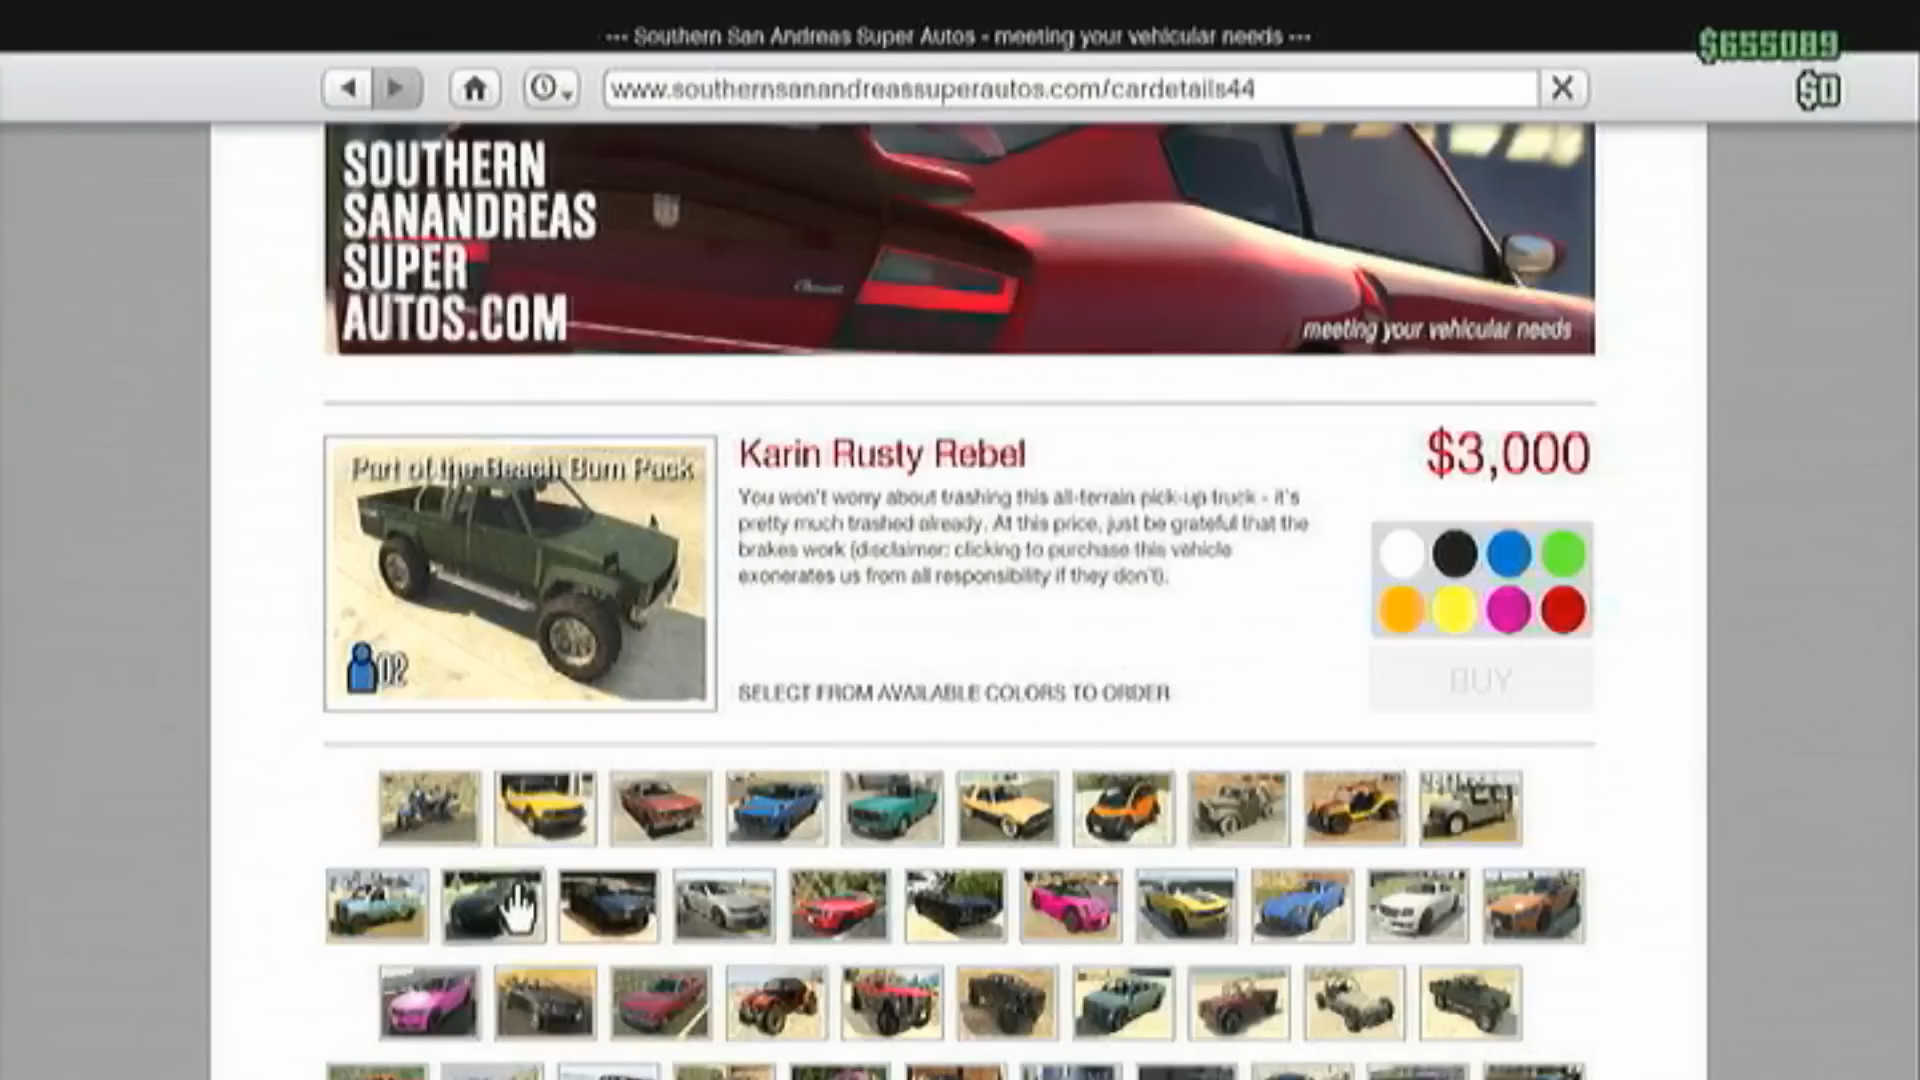 --- Southern San Andreas Super Autos - meeting your vehicular needs ---
$655089
www.southernsanandreassuperautos.com/cardetails44
$0
SOUTHERN
SANANDREAS
SUPER
AUTOS.COM
meeting your vehicular needs
Karin Rusty Rebel
$3,000
Part of the Beach Bum Pack
You won't worry about trashing this all-terrain pick-up truck - it's
pretty much trashed already. At this price, just be grateful that the
brakes work (disclaimer: clicking to purchase this vehicle
exonerates us from all responsibility if they don't).
02
SELECT FROM AVAILABLE COLORS TO ORDER
BUY